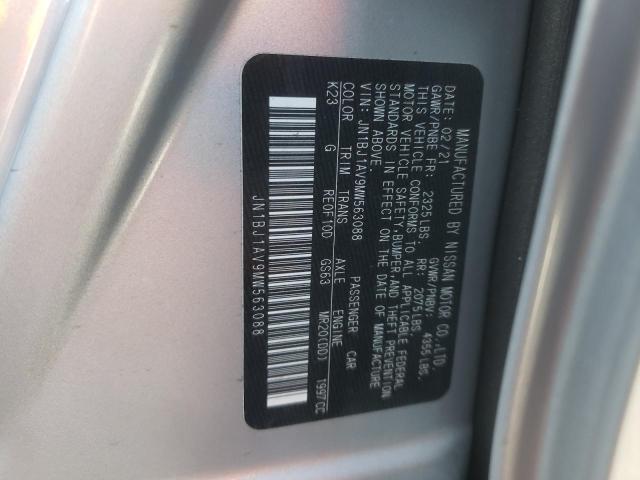 MANUFACTURED BY NISSAN MOTOR CO.,LTD.
DATE: 02/21 GVWR/PNBV: 4355LBS.
GAWR/PNBE FR: 2325LBS. RR: 2075LBS.
THIS VEHICLE CONFORMS TO ALL APPLICABLE FEDERAL
MOTOR VEHICLE SAFETY,BUMPER,AND THEFT PREVENTION
STANDARDS IN EFFECT ON THE DATE OF MANUFACTURE
SHOWN ABOVE.
VIN: JN1BJ1AV9MW563088 PASSENGER CAR
COLOR TRIM TRANS AXLE ENGINE
K23 G RE0F10D GS63 MR20(DD) 1997CC
JN1BJ1AV9MW563088